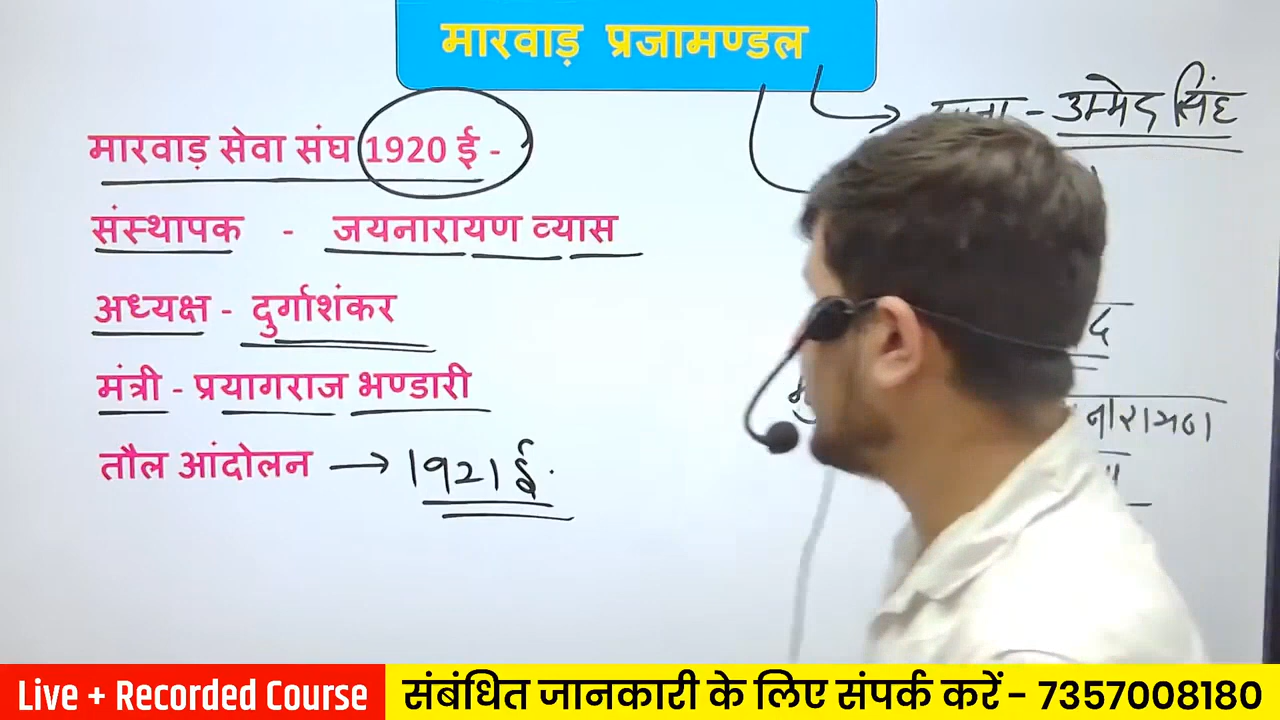 मारवाड़ प्रजामण्डल
मारवाड़ सेवा संघ 1920 ई -
संस्थापक - जयनारायण व्यास
अध्यक्ष - दुर्गाशंकर
मंत्री - प्रयागराज भण्डारी
तौल आंदोलन → 1921 ई.
- उम्मेद सिंह
Live + Recorded Course
संबंधित जानकारी के लिए संपर्क करें - 7357008180